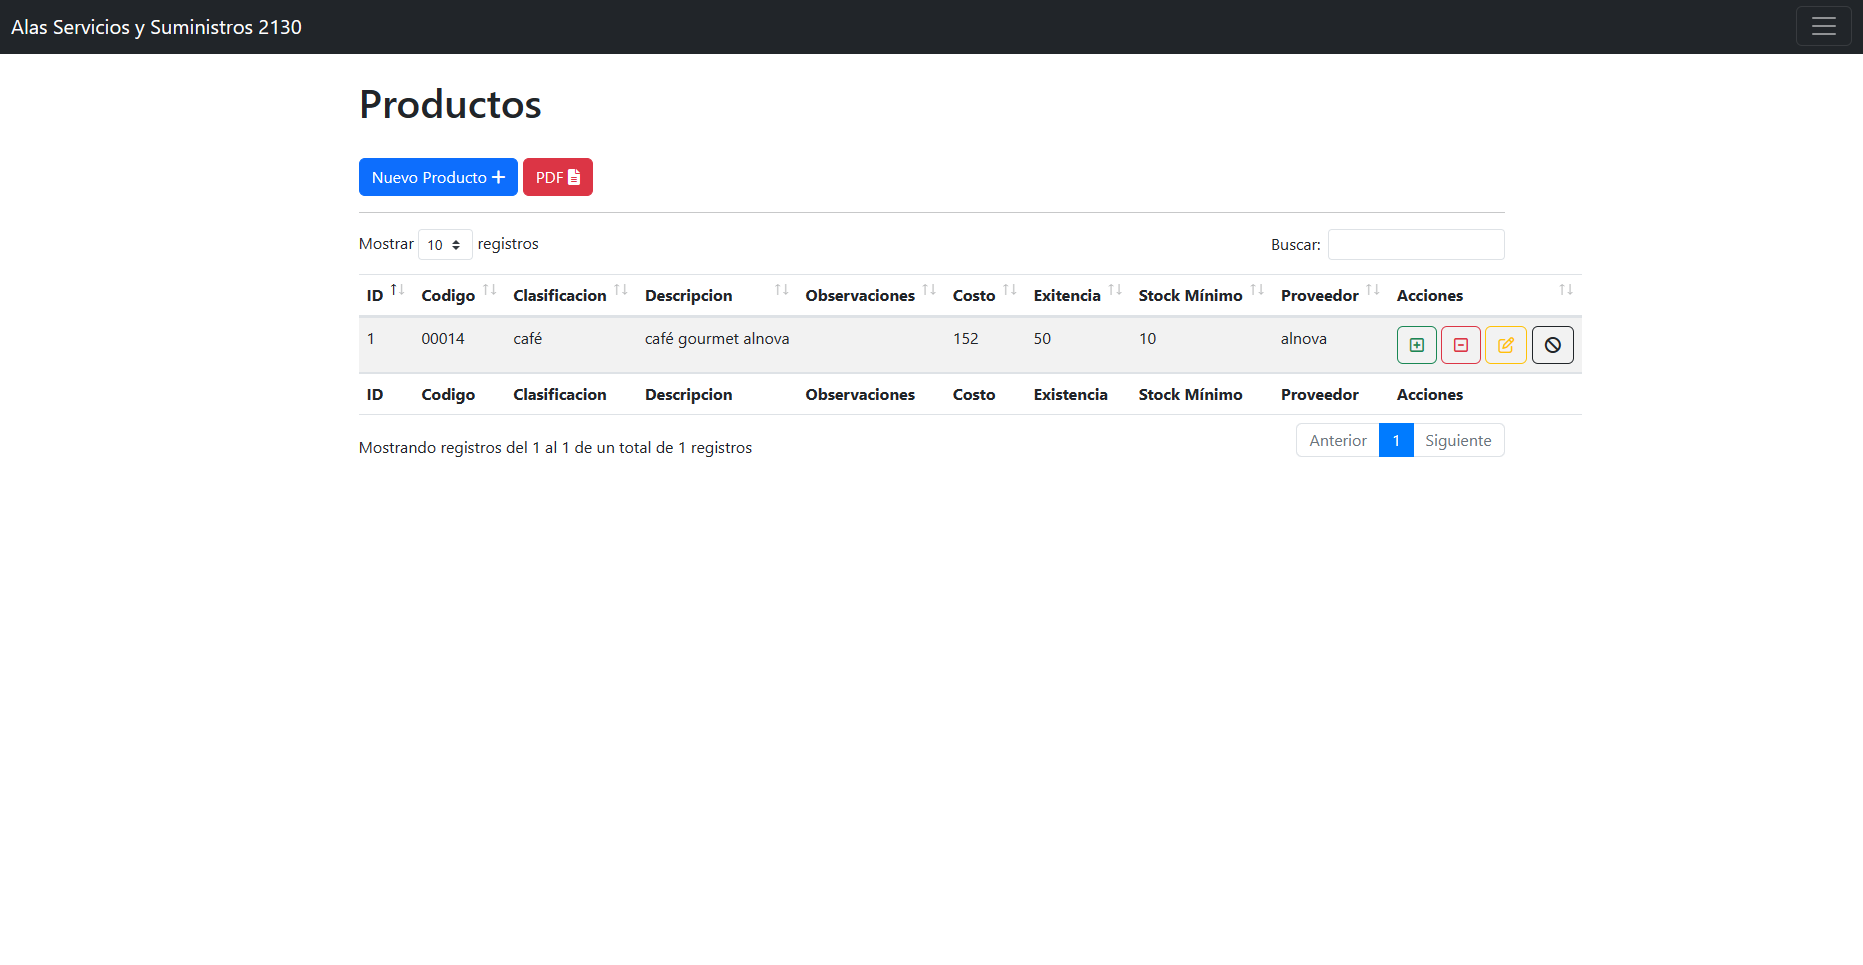 Alas Servicios y Suministros 2130
Productos
Nuevo Producto
PDF
Mostrar 10 registros
Buscar:
ID Codigo Clasificacion Descripcion Observaciones Costo Exitencia Stock Mínimo Proveedor Acciones
1 00014 café café gourmet alnova 152 50 10 alnova
ID Codigo Clasificacion Descripcion Observaciones Costo Existencia Stock Mínimo Proveedor Acciones
Mostrando registros del 1 al 1 de un total de 1 registros
Anterior 1 Siguiente